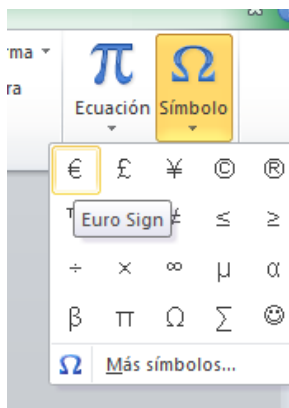 rma
ra
π Ω
Ecuación Símbolo
€ £ ¥ © ®
Euro Sign ≠ ≤ ≥
÷ × ∞ µ α
β π Ω ∑ ☺
Ω Más símbolos...